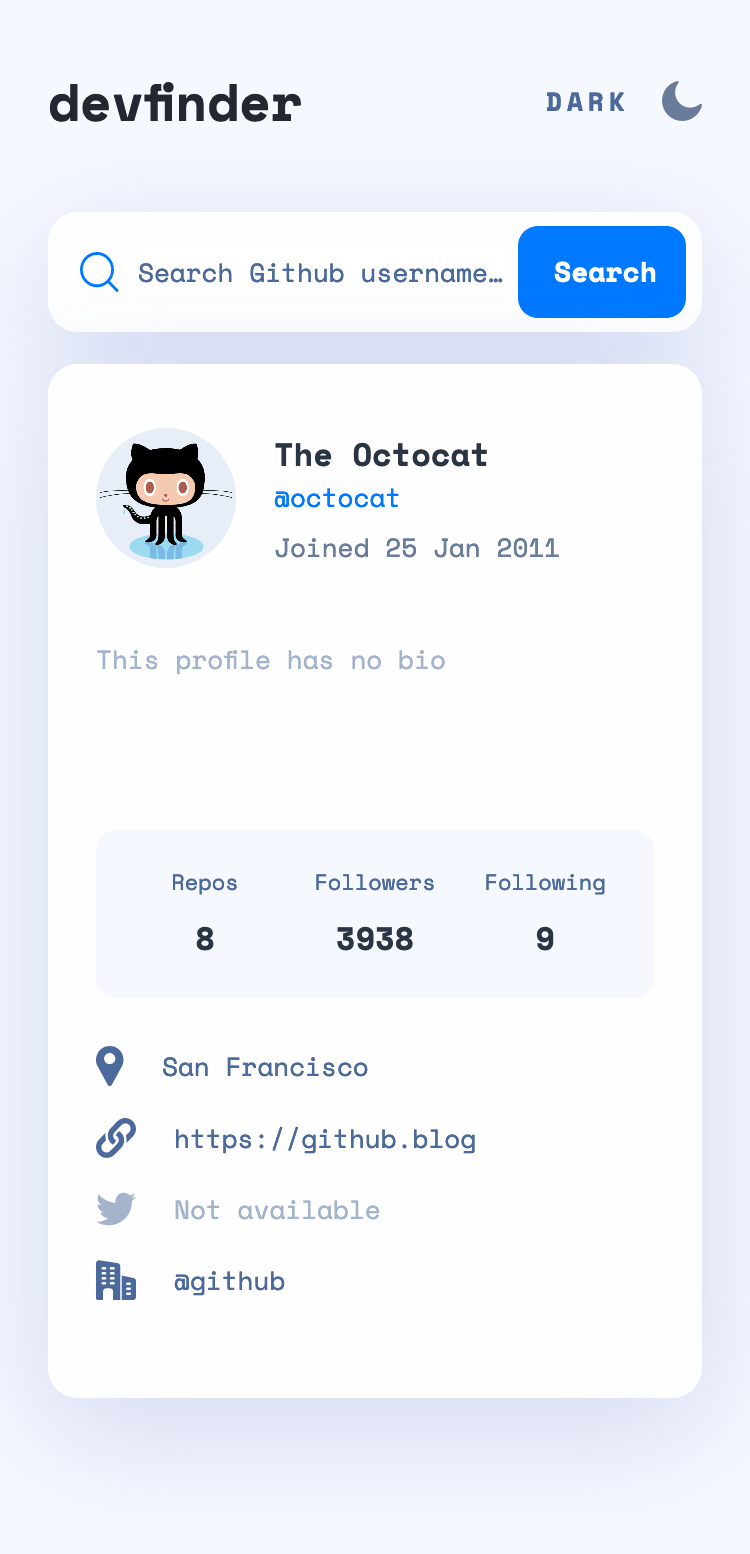 devfinder
DARK
Search Github username…
Search
The Octocat
@octocat
Joined 25 Jan 2011
This profile has no bio
Repos Followers Following
8 3938 9
San Francisco
https://github.blog
Not available
@github